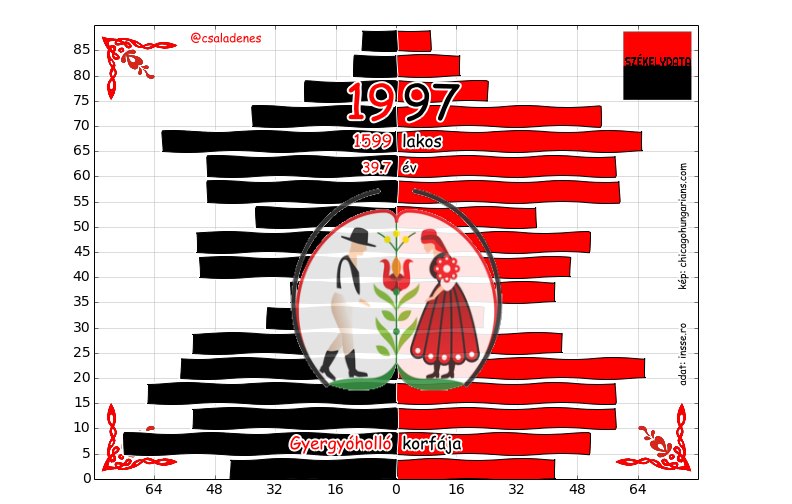 @csaladenes
SZÉKELYDATA
1997
1599 lakos
39.7 év
kép: chicagohungarians.com
adat: insse.ro
Gyergyóholló korfája
85
80
75
70
65
60
55
50
45
40
35
30
25
20
15
10
5
0
64 48 32 16 0 16 32 48 64